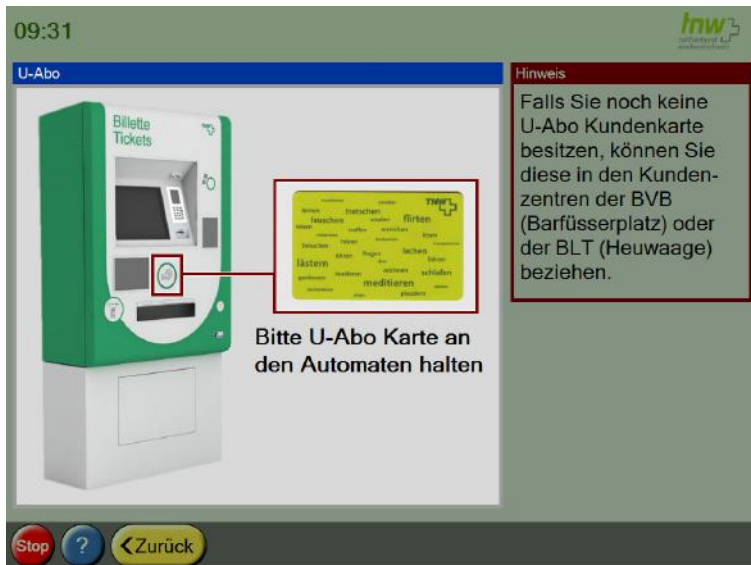 09:31
tnw
U-Abo
Hinweis
Billette
Tickets
TNW
flirten
lachen
lästern
schlafen
meditieren
plaudern
Bitte U-Abo Karte an
den Automaten halten
Falls Sie noch keine
U-Abo Kundenkarte
besitzen, können Sie
diese in den Kunden-
zentren der BVB
(Barfüsserplatz) oder
der BLT (Heuwaage)
beziehen.
Stop
?
Zurück